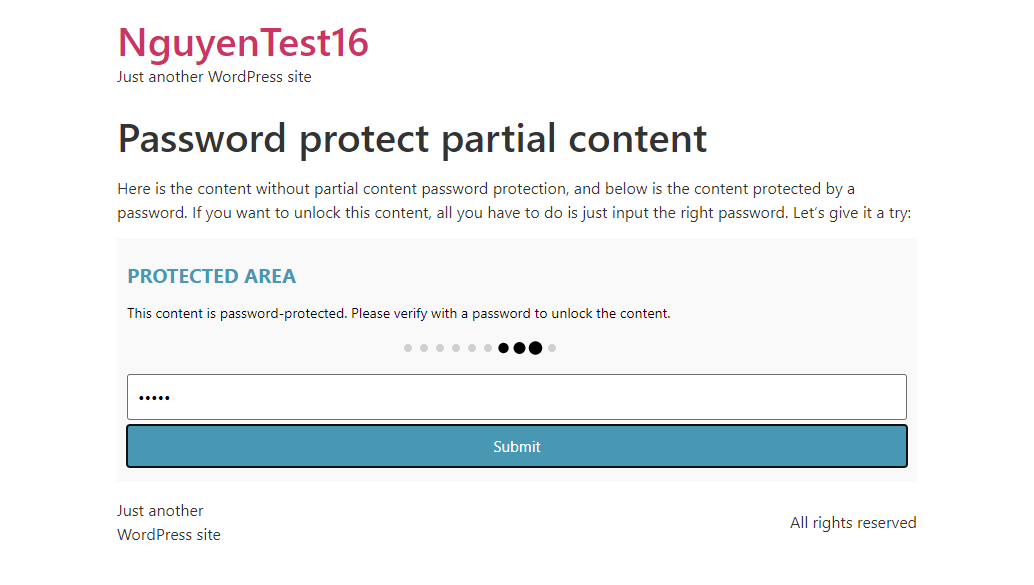 NguyenTest16
Just another WordPress site
Password protect partial content
Here is the content without partial content password protection, and below is the content protected by a
password. If you want to unlock this content, all you have to do is just input the right password. Let’s give it a try:
PROTECTED AREA
This content is password-protected. Please verify with a password to unlock the content.
•••••
Submit
Just another
WordPress site
All rights reserved